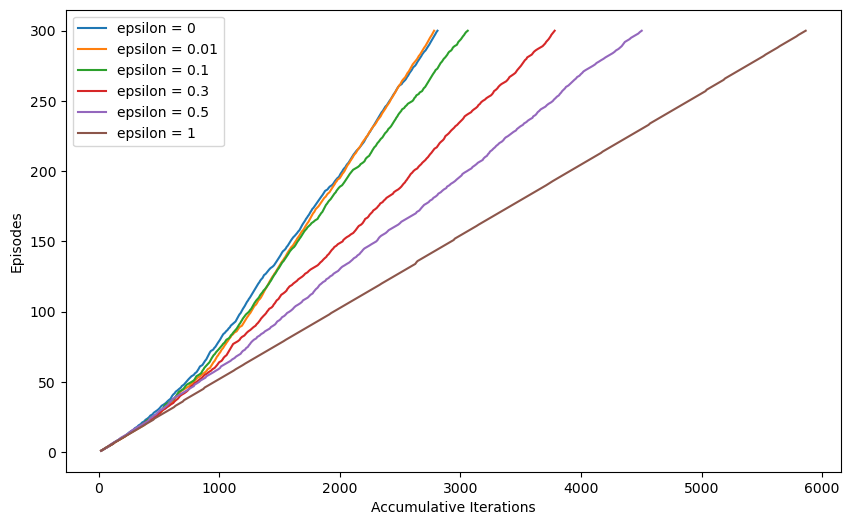 epsilon = 0
epsilon = 0.01
epsilon = 0.1
epsilon = 0.3
epsilon = 0.5
epsilon = 1
300
250
200
150
100
50
0
Episodes
0 1000 2000 3000 4000 5000 6000
Accumulative Iterations